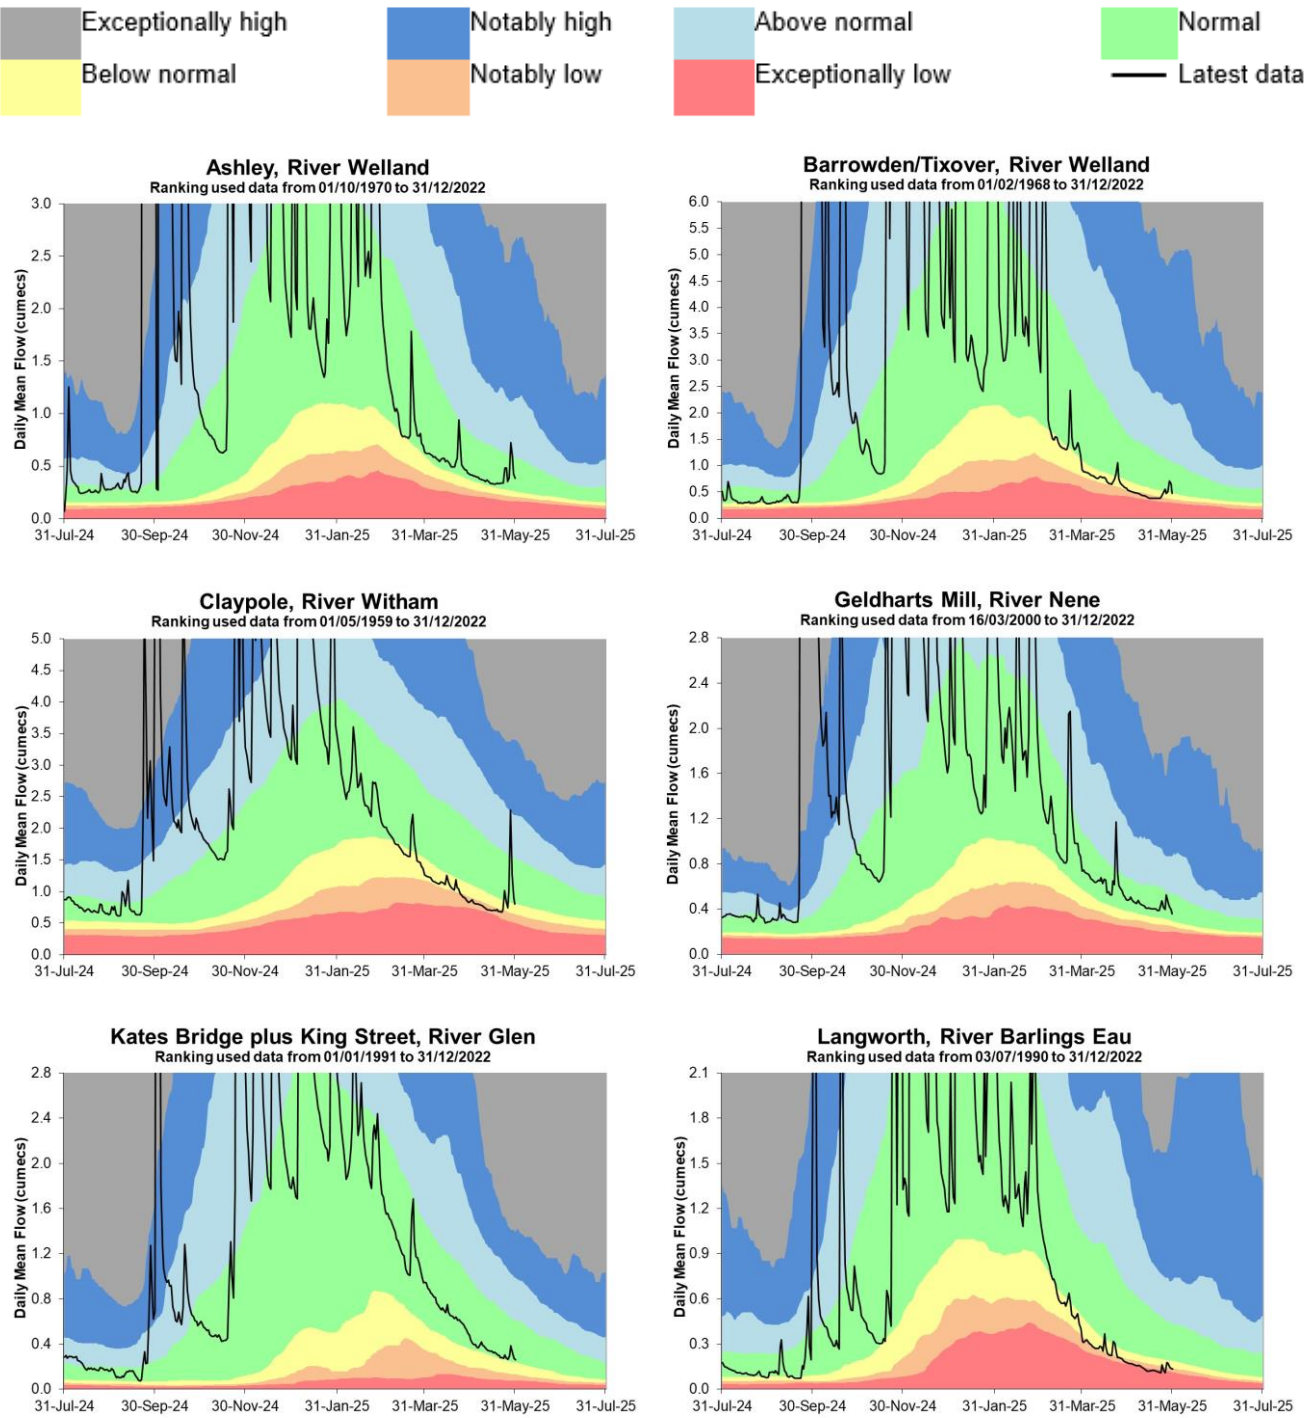 Exceptionally high Notably high Above normal Normal
Below normal Notably low Exceptionally low Latest data
Ashley, River Welland
Ranking used data from 01/10/1970 to 31/12/2022
Daily Mean Flow (cumecs)
3.0
2.5
2.0
1.5
1.0
0.5
0.0
31-Jul-24 30-Sep-24 30-Nov-24 31-Jan-25 31-Mar-25 31-May-25 31-Jul-25
Barrowden/Tixover, River Welland
Ranking used data from 01/02/1968 to 31/12/2022
Daily Mean Flow (cumecs)
6.0
5.5
5.0
4.5
4.0
3.5
3.0
2.5
2.0
1.5
1.0
0.5
0.0
31-Jul-24 30-Sep-24 30-Nov-24 31-Jan-25 31-Mar-25 31-May-25 31-Jul-25
Claypole, River Witham
Ranking used data from 01/05/1959 to 31/12/2022
Daily Mean Flow (cumecs)
5.0
4.5
4.0
3.5
3.0
2.5
2.0
1.5
1.0
0.5
0.0
31-Jul-24 30-Sep-24 30-Nov-24 31-Jan-25 31-Mar-25 31-May-25 31-Jul-25
Geldharts Mill, River Nene
Ranking used data from 16/03/2000 to 31/12/2022
Daily Mean Flow (cumecs)
2.8
2.4
2.0
1.6
1.2
0.8
0.4
0.0
31-Jul-24 30-Sep-24 30-Nov-24 31-Jan-25 31-Mar-25 31-May-25 31-Jul-25
Kates Bridge plus King Street, River Glen
Ranking used data from 01/01/1991 to 31/12/2022
Daily Mean Flow (cumecs)
2.8
2.4
2.0
1.6
1.2
0.8
0.4
0.0
31-Jul-24 30-Sep-24 30-Nov-24 31-Jan-25 31-Mar-25 31-May-25 31-Jul-25
Langworth, River Barlings Eau
Ranking used data from 03/07/1990 to 31/12/2022
Daily Mean Flow (cumecs)
2.1
1.8
1.5
1.2
0.9
0.6
0.3
0.0
31-Jul-24 30-Sep-24 30-Nov-24 31-Jan-25 31-Mar-25 31-May-25 31-Jul-25